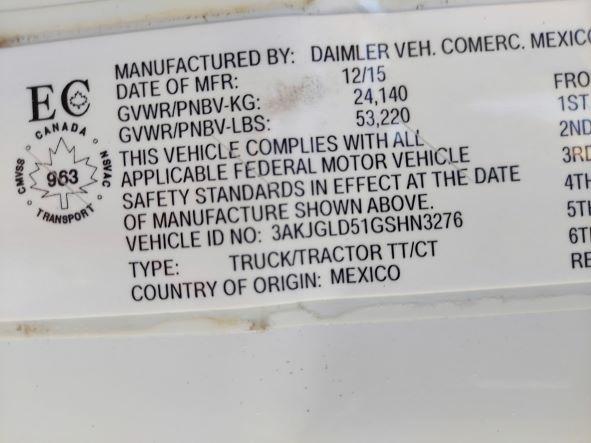 MANUFACTURED BY: DAIMLER VEH. COMERC. MEXICO
DATE OF MFR: 12/15
GVWR/PNBV-KG: 24,140
GVWR/PNBV-LBS: 53,220
THIS VEHICLE COMPLIES WITH ALL
APPLICABLE FEDERAL MOTOR VEHICLE
SAFETY STANDARDS IN EFFECT AT THE DATE
OF MANUFACTURE SHOWN ABOVE.
VEHICLE ID NO: 3AKJGLD51GSHN3276
TYPE: TRUCK/TRACTOR TT/CT
COUNTRY OF ORIGIN: MEXICO
EC
CANADA
CMVSS 963 NSVAC
TRANSPORT
FRO
1ST
2ND
3RD
4TH
5TH
6TH
RE